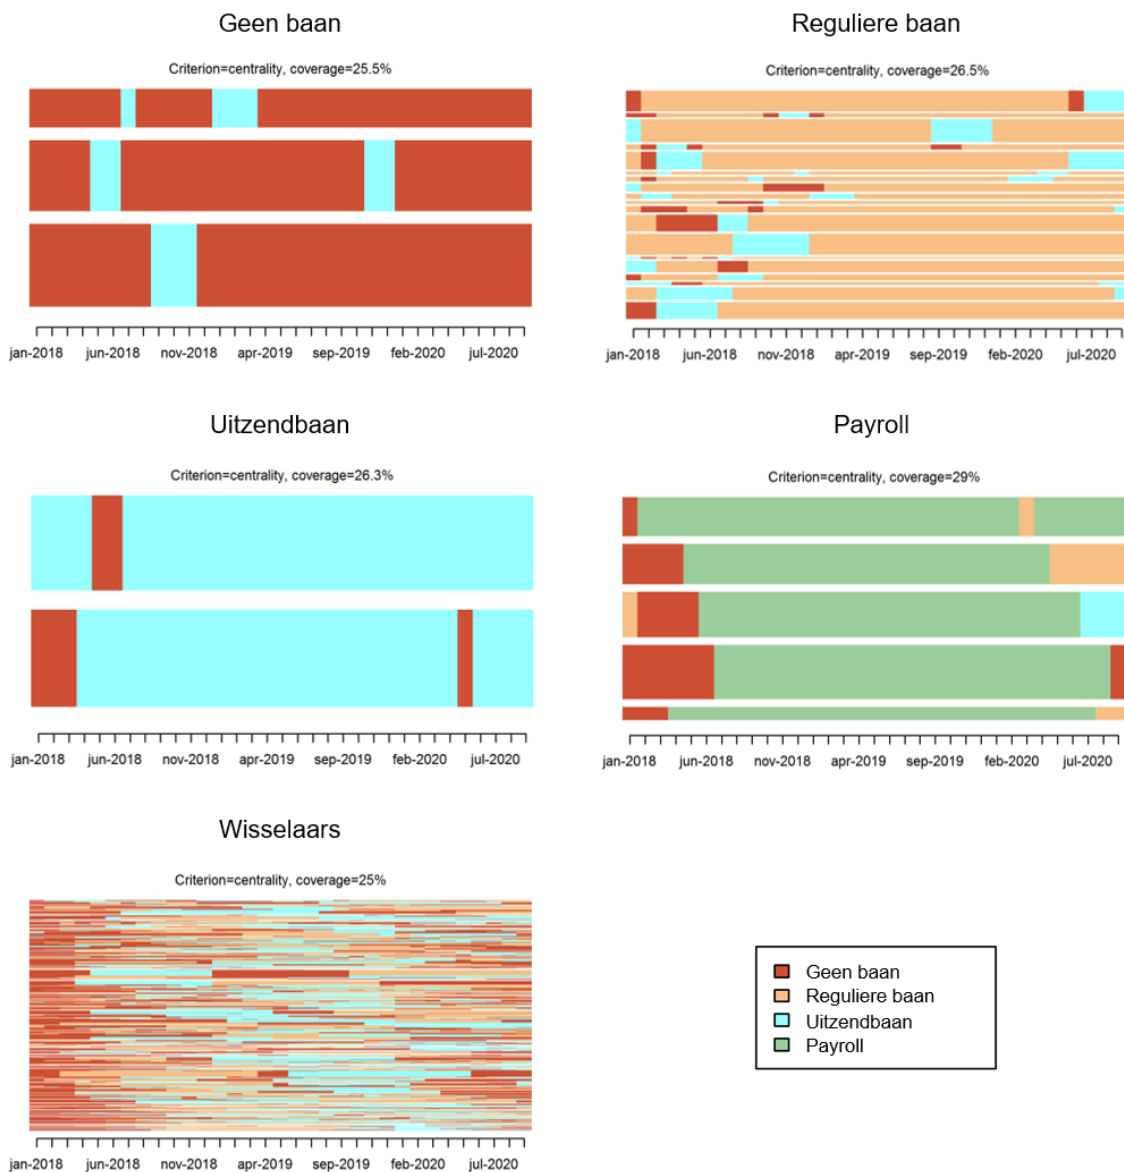 Geen baan
Criterion=centrality, coverage=25.5%
jan-2018 jun-2018 nov-2018 apr-2019 sep-2019 feb-2020 jul-2020
Reguliere baan
Criterion=centrality, coverage=26.5%
jan-2018 jun-2018 nov-2018 apr-2019 sep-2019 feb-2020 jul-2020
Uitzendbaan
Criterion=centrality, coverage=26.3%
jan-2018 jun-2018 nov-2018 apr-2019 sep-2019 feb-2020 jul-2020
Payroll
Criterion=centrality, coverage=29%
jan-2018 jun-2018 nov-2018 apr-2019 sep-2019 feb-2020 jul-2020
Wisselaars
Criterion=centrality, coverage=25%
jan-2018 jun-2018 nov-2018 apr-2019 sep-2019 feb-2020 jul-2020
Geen baan
Reguliere baan
Uitzendbaan
Payroll